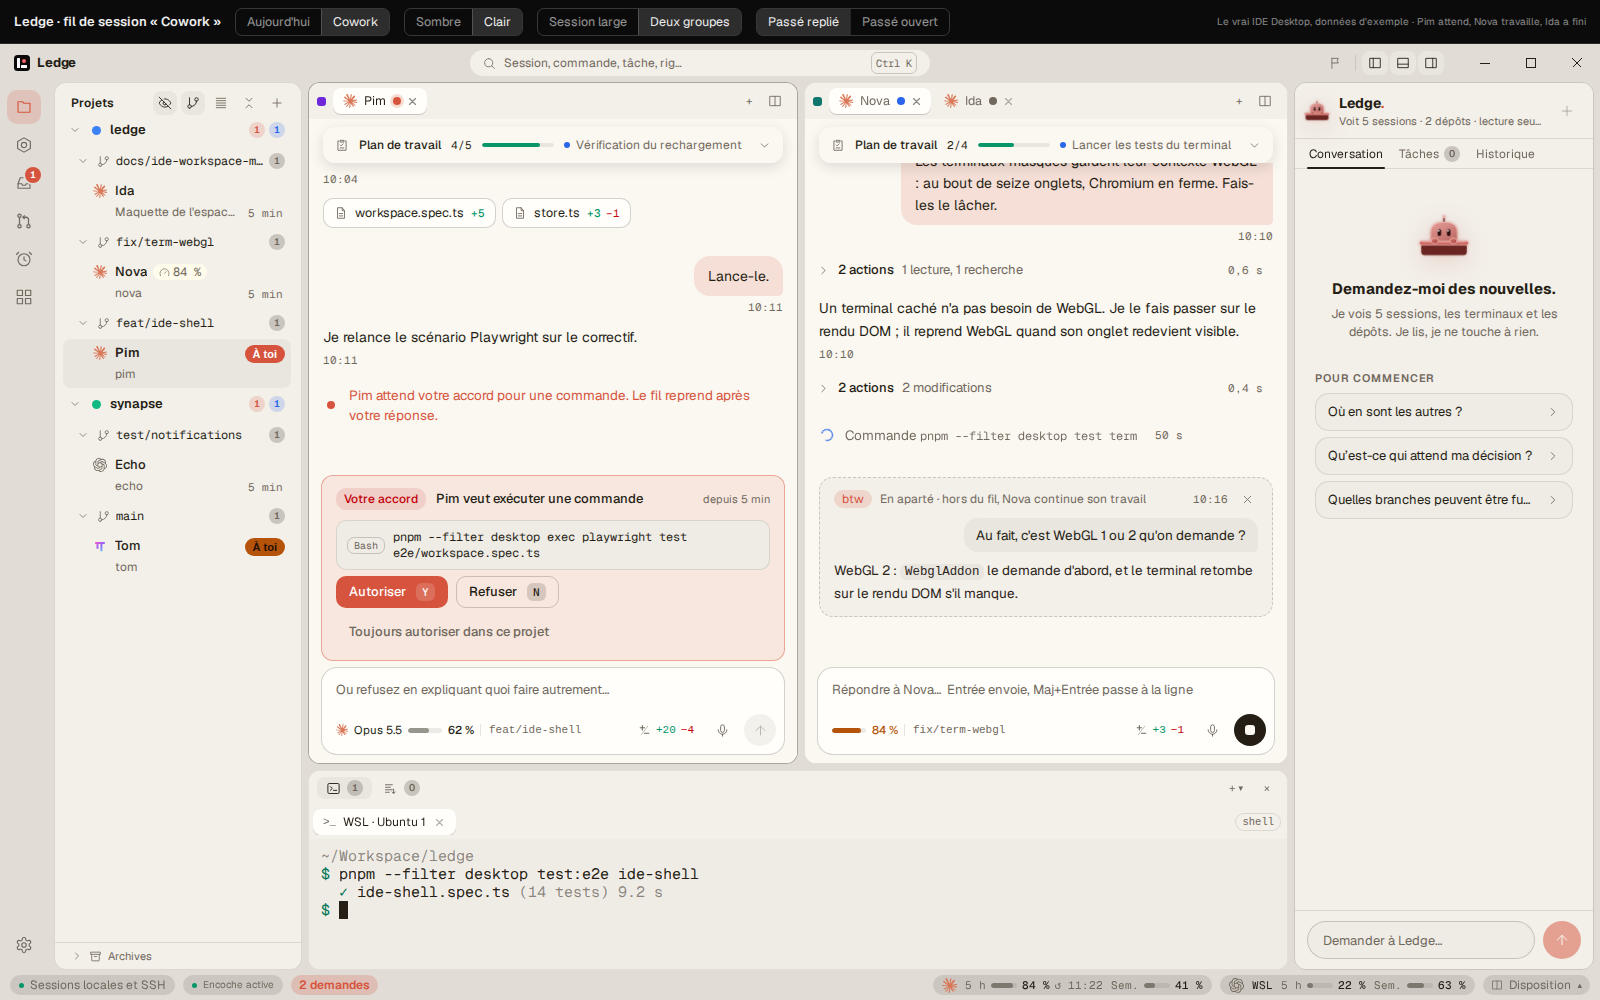 Ledge · fil de session « Cowork »
Aujourd'hui Cowork
Sombre Clair
Session large Deux groupes
Passé replié Passé ouvert
Le vrai IDE Desktop, données d'exemple · Pim attend, Nova travaille, Ida a fini
Ledge
Session, commande, tâche, rig… Ctrl K
Projets
ledge 1 1
docs/ide-workspace-m… 1
Ida
Maquette de l'espac… 5 min
fix/term-webgl 1
Nova 84 %
nova 5 min
feat/ide-shell 1
Pim À toi
pim
synapse 1 1
test/notifications 1
Echo
echo 5 min
main 1
Tom À toi
tom
Archives
1
Pim
Plan de travail 4/5 Vérification du rechargement
10:04
workspace.spec.ts +5 store.ts +3 −1
Lance-le.
10:11
Je relance le scénario Playwright sur le correctif.
10:11
Pim attend votre accord pour une commande. Le fil reprend après
votre réponse.
Votre accord Pim veut exécuter une commande depuis 5 min
Bash pnpm --filter desktop exec playwright test
e2e/workspace.spec.ts
Autoriser Y Refuser N
Toujours autoriser dans ce projet
Ou refusez en expliquant quoi faire autrement…
Opus 5.5 62 % feat/ide-shell +20 −4
Nova Ida
Plan de travail 2/4 Lancer les tests du terminal
Les terminaux masqués gardent leur contexte WebGL
: au bout de seize onglets, Chromium en ferme. Fais-
les le lâcher.
10:10
2 actions 1 lecture, 1 recherche 0,6 s
Un terminal caché n'a pas besoin de WebGL. Je le fais passer sur le
rendu DOM ; il reprend WebGL quand son onglet redevient visible.
10:10
2 actions 2 modifications 0,4 s
Commande pnpm --filter desktop test term 50 s
btw En aparté · hors du fil, Nova continue son travail 10:16
Au fait, c'est WebGL 1 ou 2 qu'on demande ?
WebGL 2 : WebglAddon le demande d'abord, et le terminal retombe
sur le rendu DOM s'il manque.
Répondre à Nova… Entrée envoie, Maj+Entrée passe à la ligne
84 % fix/term-webgl +3 −1
1 0
>_ WSL · Ubuntu 1 shell
~/Workspace/ledge
$ pnpm --filter desktop test:e2e ide-shell
✓ ide-shell.spec.ts (14 tests) 9.2 s
$
Ledge.
Voit 5 sessions · 2 dépôts · lecture seu…
Conversation Tâches 0 Historique
Demandez-moi des nouvelles.
Je vois 5 sessions, les terminaux et les
dépôts. Je lis, je ne touche à rien.
POUR COMMENCER
Où en sont les autres ?
Qu'est-ce qui attend ma décision ?
Quelles branches peuvent être fu…
Demander à Ledge…
Sessions locales et SSH Encoche active 2 demandes
5 h 84 % ↺ 11:22 Sem. 41 % WSL 5 h 22 % Sem. 63 % Disposition